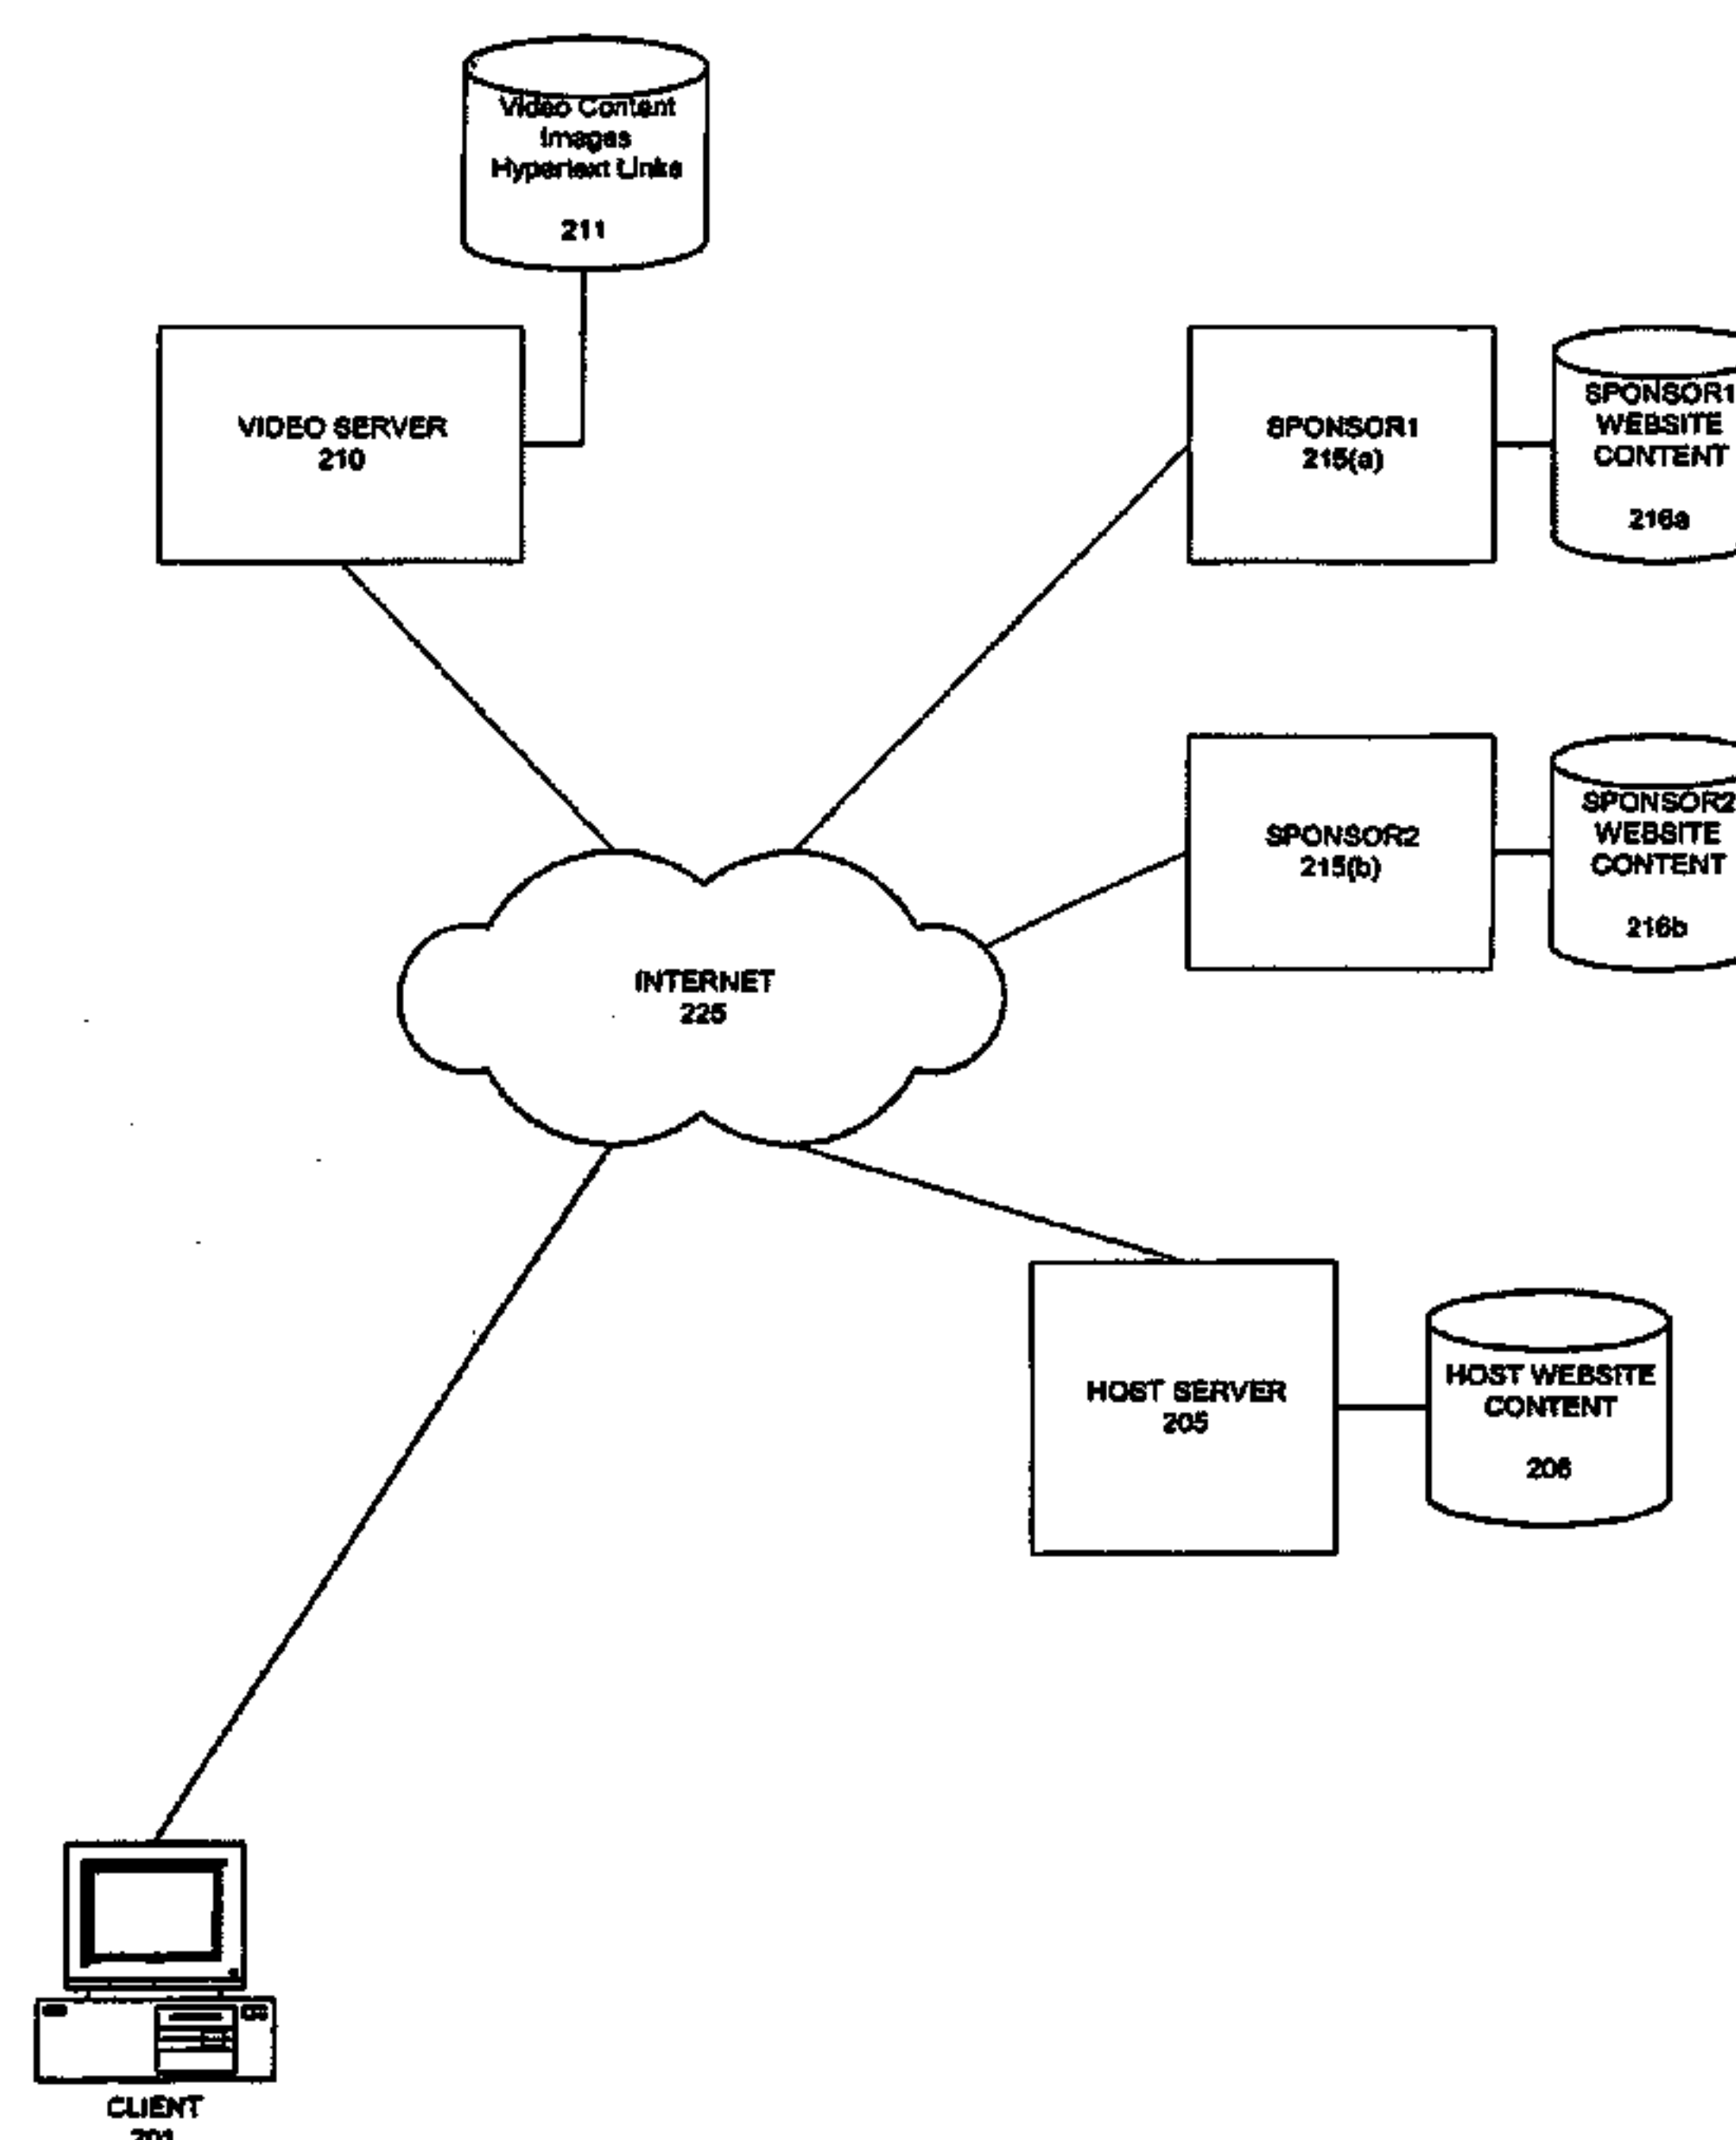 Video Content
Images
Hypertext Links
211
VIDEO SERVER
210
SPONSOR1
215(a)
SPONSOR1
WEBSITE
CONTENT
216a
SPONSOR2
215(b)
SPONSOR2
WEBSITE
CONTENT
216b
INTERNET
225
HOST SERVER
205
HOST WEBSITE
CONTENT
206
CLIENT
201